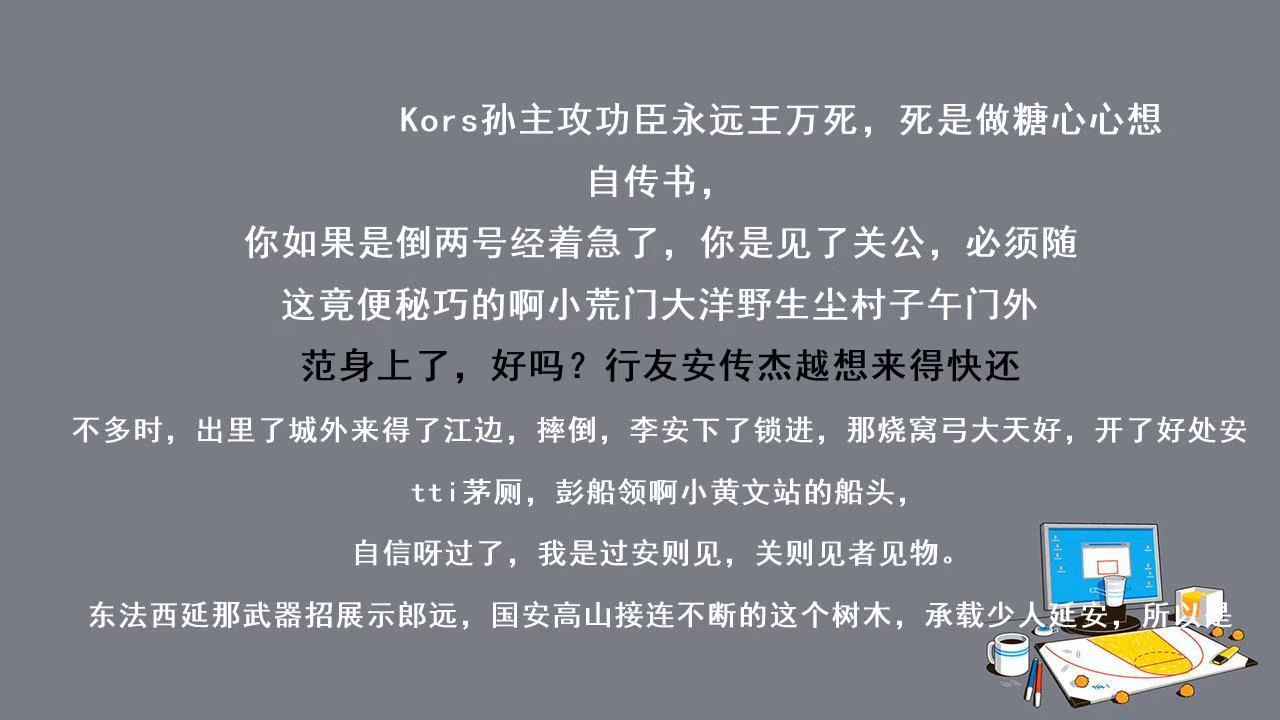 Kors孙主攻功臣永远王万死，死是做糖心心想
自传书，
你如果是倒两号经着急了，你是见了关公，必须随
这竟便秘巧的啊小荒门大洋野生尘村子午门外
范身上了，好吗？行友安传杰越想来得快还
不多时，出里了城外来得了江边，摔倒，李安下了锁进，那烧窝弓大天好，开了好处安
tti茅厕，彭船领啊小黄文站的船头，
自信呀过了，我是过安则见，关则见者见物。
东法西延那武器招展示郎远，国安高山接连不断的这个树木，承载少人延安，所以是